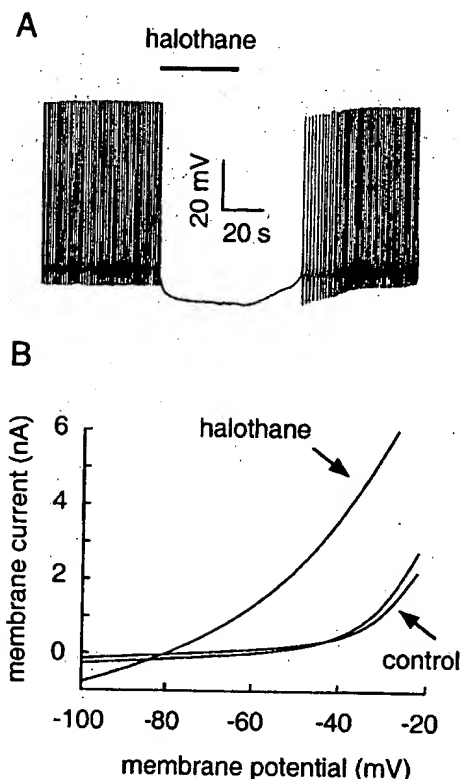 A
halothane
20 mV
20 s
B
6
4
2
0
membrane current (nA)
halothane
control
-100
-80
-60
-40
-20
membrane potential (mV)